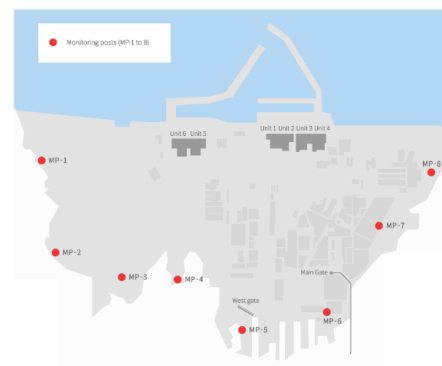 Monitoring posts (MP-1 to 8)
Unit 6 Unit 5
Unit 1 Unit 2 Unit 3 Unit 4
MP-1
MP-8
MP-7
MP-2
MP-3
MP-4
Main Gate
West gate
MP-6
MP-5